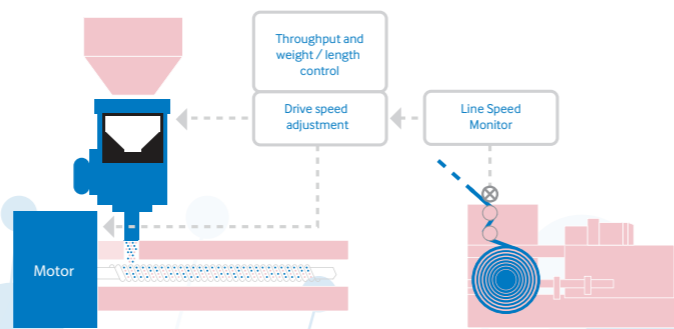 Throughput and
weight / length
control
Drive speed
adjustment
Line Speed
Monitor
Motor